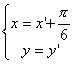 x = x' + π/6
y = y'